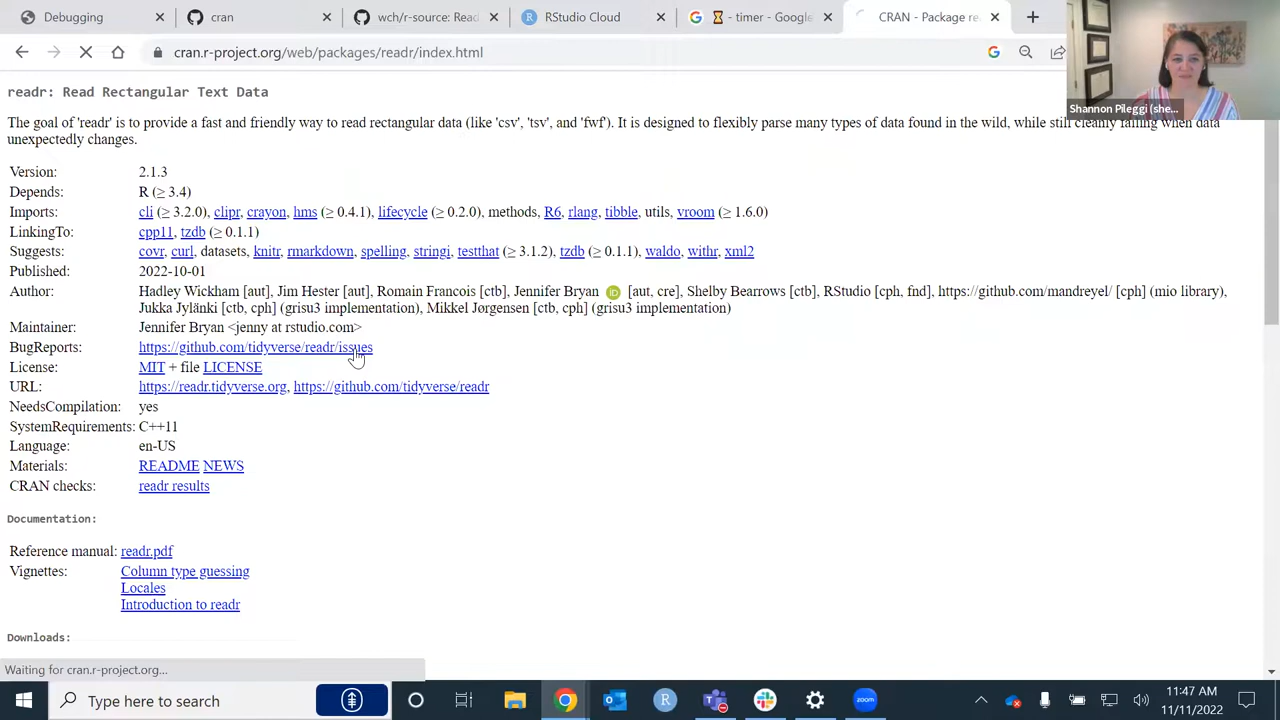 Debugging
cran
wch/r-source: Read
RStudio Cloud
- timer - Google
CRAN - Package re
cran.r-project.org/web/packages/readr/index.html
Shannon Pileggi (she...
readr: Read Rectangular Text Data
The goal of 'readr' is to provide a fast and friendly way to read rectangular data (like 'csv', 'tsv', and 'fwf'). It is designed to flexibly parse many types of data found in the wild, while still cleanly failing when data
unexpectedly changes.
Version: 2.1.3
Depends: R (≥ 3.4)
Imports: cli (≥ 3.2.0), clipr, crayon, hms (≥ 0.4.1), lifecycle (≥ 0.2.0), methods, R6, rlang, tibble, utils, vroom (≥ 1.6.0)
LinkingTo: cpp11, tzdb (≥ 0.1.1)
Suggests: covr, curl, datasets, knitr, rmarkdown, spelling, stringi, testthat (≥ 3.1.2), tzdb (≥ 0.1.1), waldo, withr, xml2
Published: 2022-10-01
Author: Hadley Wickham [aut], Jim Hester [aut], Romain Francois [ctb], Jennifer Bryan iD [aut, cre], Shelby Bearrows [ctb], RStudio [cph, fnd], https://github.com/mandreyel/ [cph] (mio library),
Jukka Jylänki [ctb, cph] (grisu3 implementation), Mikkel Jørgensen [ctb, cph] (grisu3 implementation)
Maintainer: Jennifer Bryan <jenny at rstudio.com>
BugReports: https://github.com/tidyverse/readr/issues
License: MIT + file LICENSE
URL: https://readr.tidyverse.org, https://github.com/tidyverse/readr
NeedsCompilation: yes
SystemRequirements: C++11
Language: en-US
Materials: README NEWS
CRAN checks: readr results
Documentation:
Reference manual: readr.pdf
Vignettes: Column type guessing
Locales
Introduction to readr
Downloads:
Waiting for cran.r-project.org...
Type here to search
11:47 AM
11/11/2022